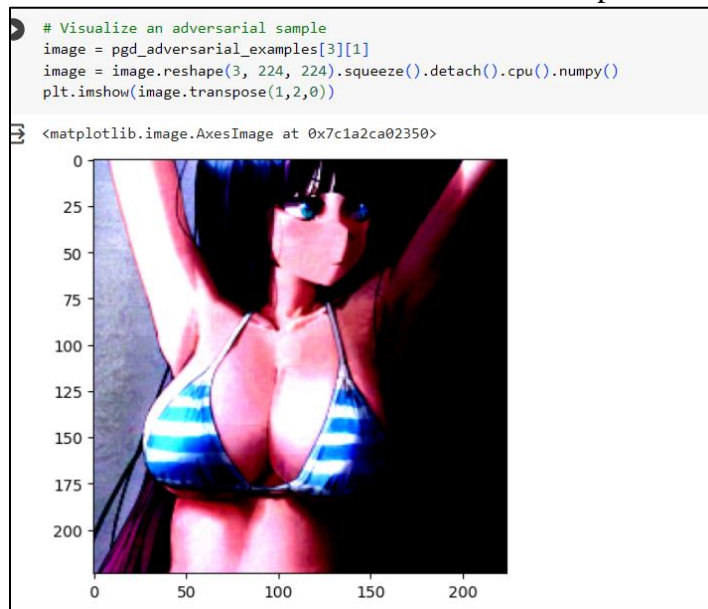 # Visualize an adversarial sample
image = pgd_adversarial_examples[3][1]
image = image.reshape(3, 224, 224).squeeze().detach().cpu().numpy()
plt.imshow(image.transpose(1,2,0))
<matplotlib.image.AxesImage at 0x7c1a2ca02350>
0
25
50
75
100
125
150
175
200
0 50 100 150 200